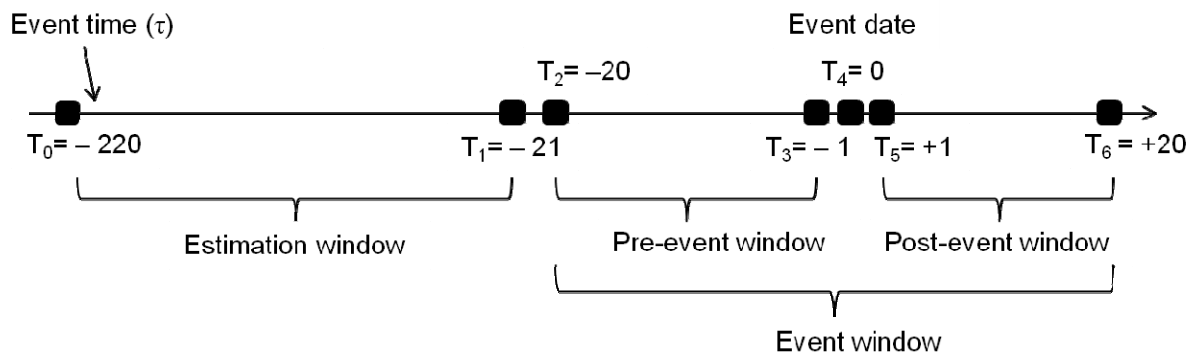 Event time (τ)
Event date
T₂= –20
T₄= 0
T₀= – 220
T₁= – 21
T₃= – 1
T₅= +1
T₆ = +20
Estimation window
Pre-event window
Post-event window
Event window